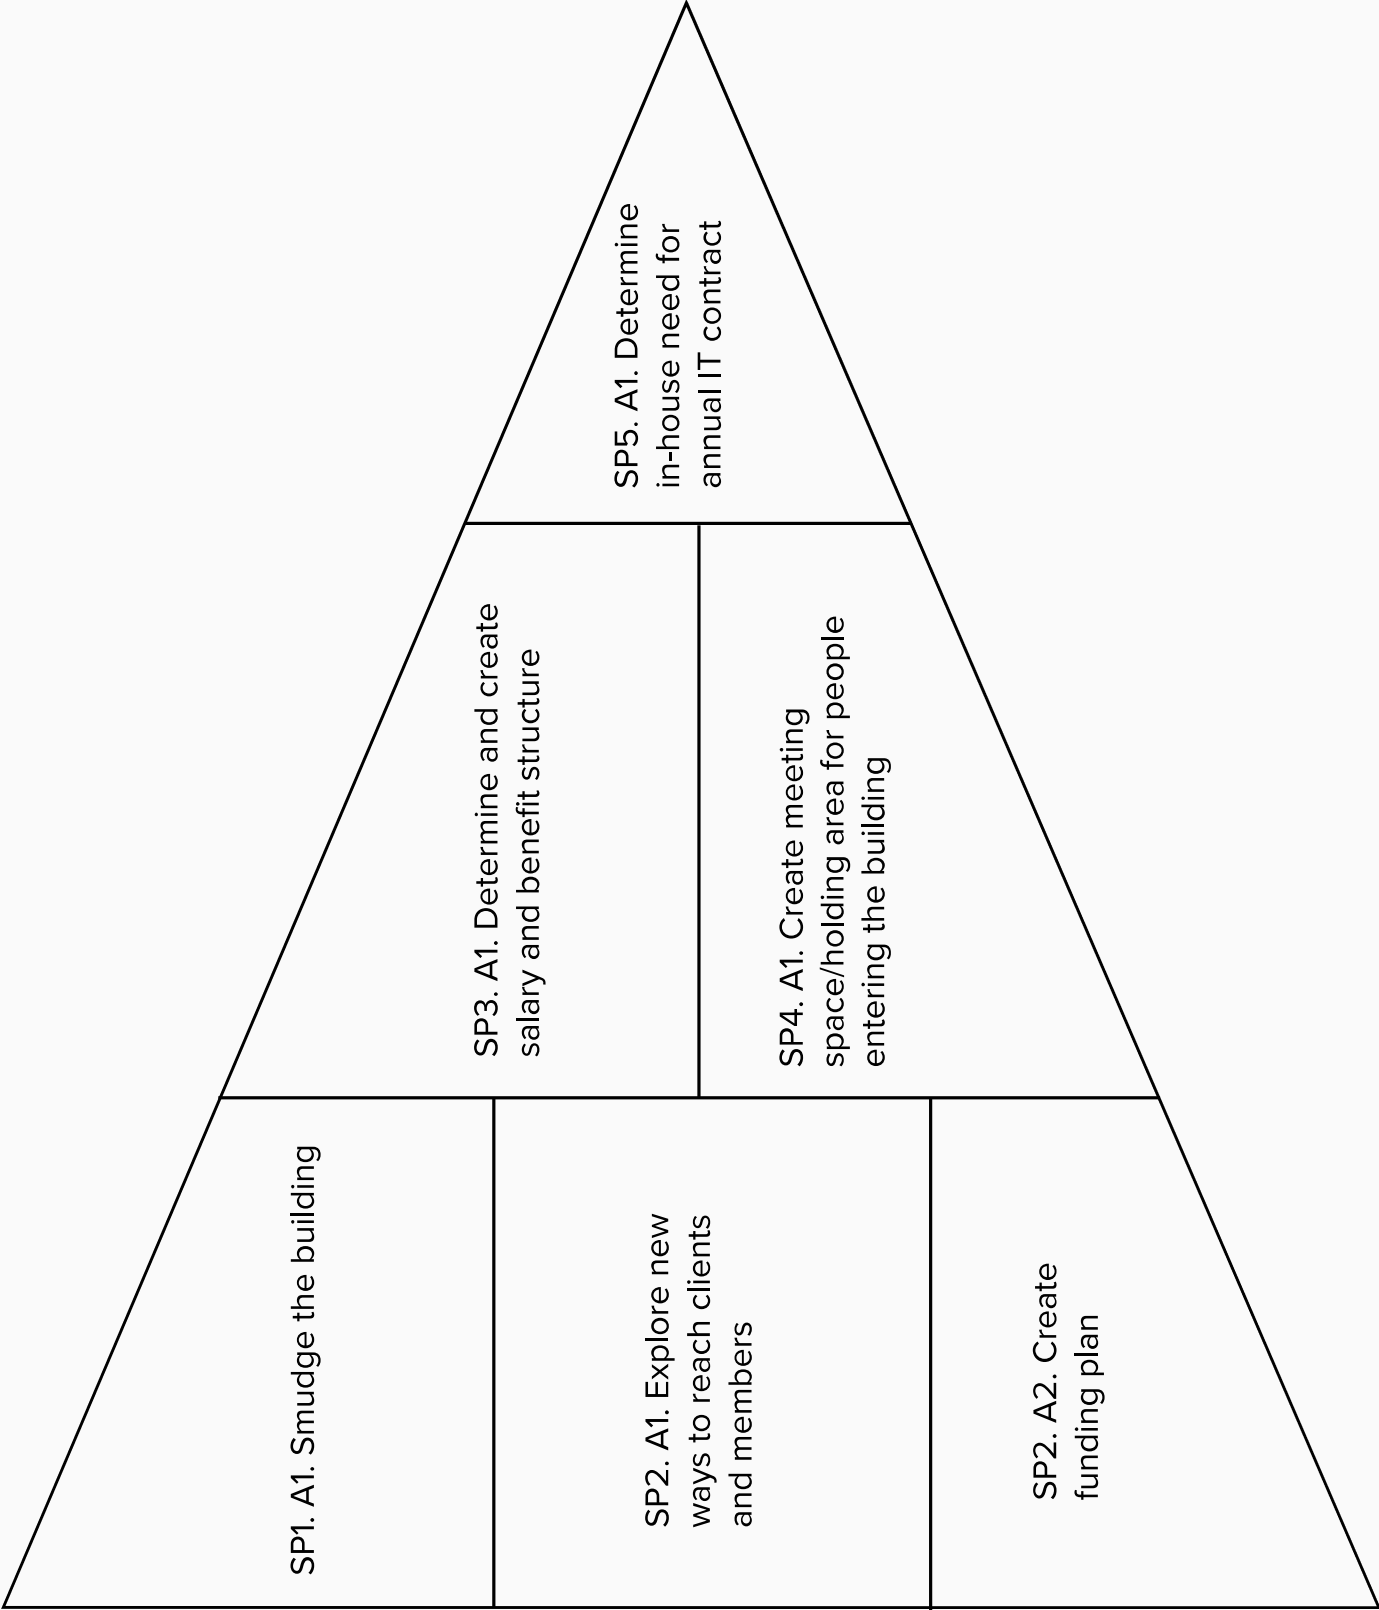 SP5. A1. Determine
in-house need for
annual IT contract
SP3. A1. Determine and create
salary and benefit structure
SP4. A1. Create meeting
space/holding area for people
entering the building
SP1. A1. Smudge the building
SP2. A1. Explore new
ways to reach clients
and members
SP2. A2. Create
funding plan